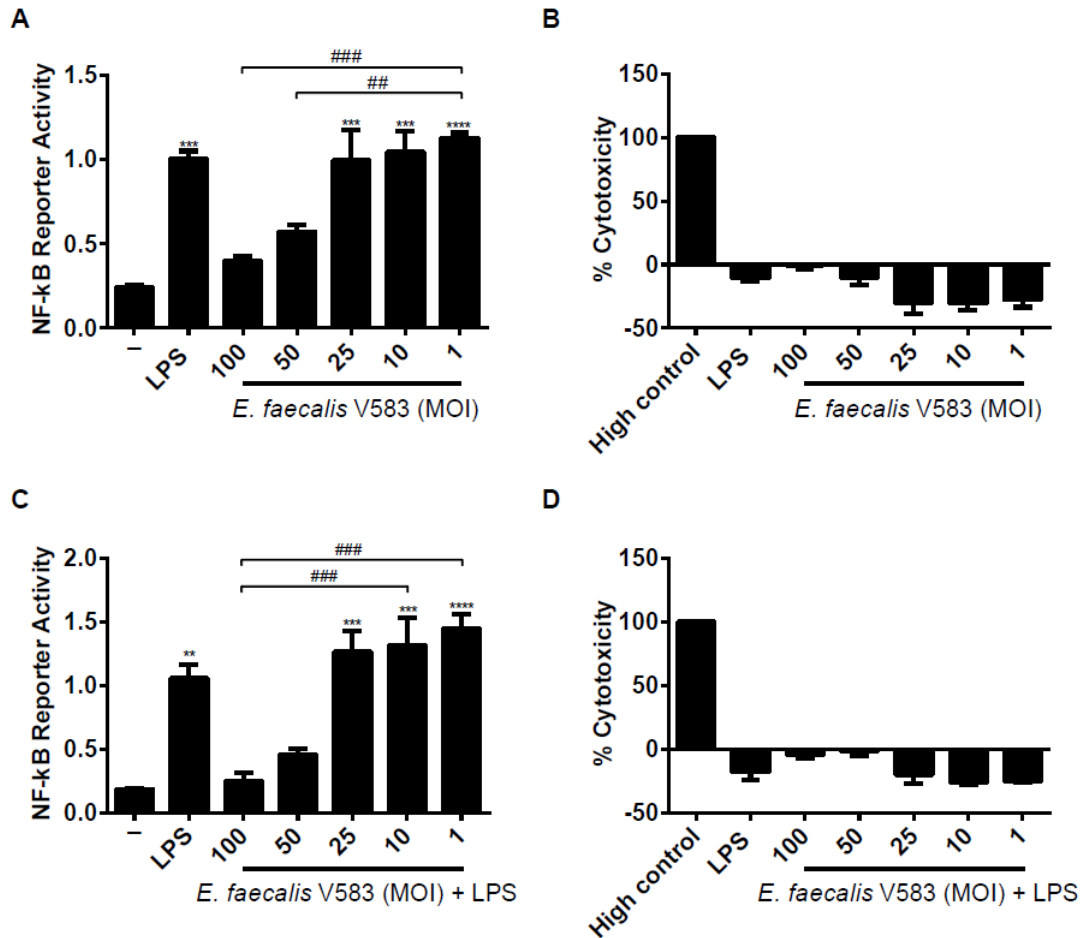 A
NF-kB Reporter Activity
1.5
1.0
0.5
0.0
###
##
***
***
***
****
–
LPS
100
50
25
10
1
E. faecalis V583 (MOI)
B
% Cytotoxicity
150
100
50
0
-50
High control
LPS
100
50
25
10
1
E. faecalis V583 (MOI)
C
NF-kB Reporter Activity
2.0
1.5
1.0
0.5
0.0
###
###
**
***
***
****
–
LPS
100
50
25
10
1
E. faecalis V583 (MOI) + LPS
D
% Cytotoxicity
150
100
50
0
-50
High control
LPS
100
50
25
10
1
E. faecalis V583 (MOI) + LPS